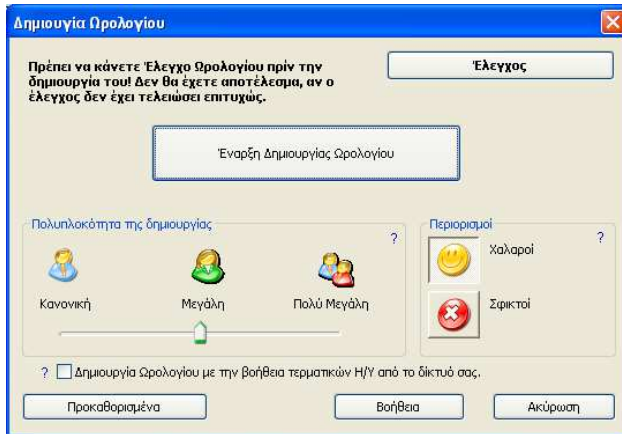 Δημιουγία Ωρολογίου
Πρέπει να κάνετε Έλεγχο Ωρολογίου πρίν την
δημιουργία του! Δεν θα έχετε αποτέλεσμα, αν ο
έλεγχος δεν έχει τελειώσει επιτυχώς.
Έλεγχος
Έναρξη Δημιουργίας Ωρολογίου
Πολυπλοκότητα της δημιουργίας
?
Κανονική
Μεγάλη
Πολύ Μεγάλη
Περιορισμοί
?
Χαλαροί
Σφικτοί
? Δημιουργία Ωρολογίου με την βοήθεια τερματικών Η/Υ από το δίκτυό σας.
Προκαθορισμένα
Βοήθεια
Ακύρωση